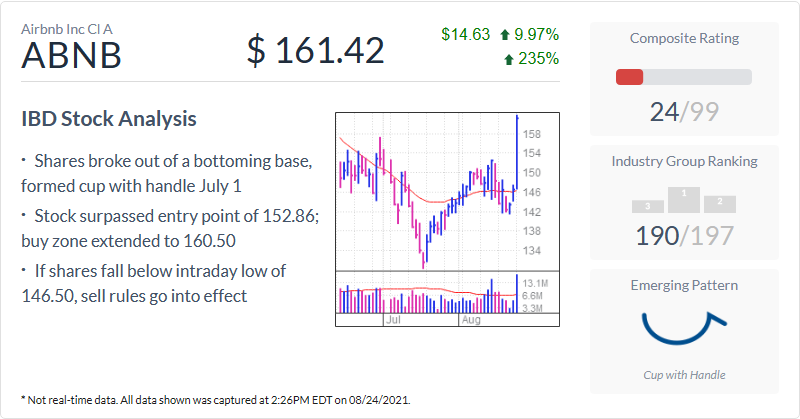 Airbnb Inc Cl A
ABNB
$ 161.42
$14.63 9.97%
235%
IBD Stock Analysis
· Shares broke out of a bottoming base,
formed cup with handle July 1
· Stock surpassed entry point of 152.86;
buy zone extended to 160.50
· If shares fall below intraday low of
146.50, sell rules go into effect
158
154
150
146
142
138
134
13.1M
6.6M
3.3M
Jul Aug
Composite Rating
24/99
Industry Group Ranking
3 1 2
190/197
Emerging Pattern
Cup with Handle
* Not real-time data. All data shown was captured at 2:26PM EDT on 08/24/2021.